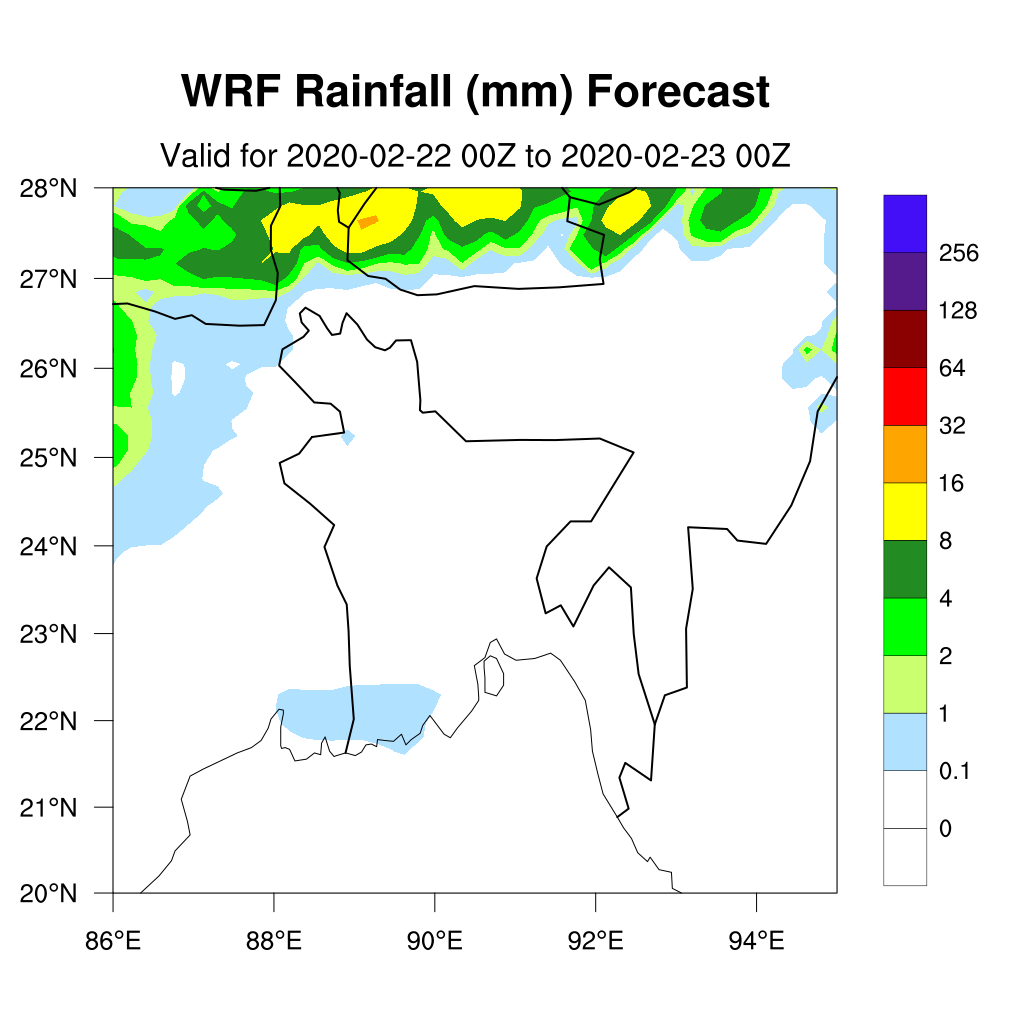 WRF Rainfall (mm) Forecast
Valid for 2020-02-22 00Z to 2020-02-23 00Z
28°N
27°N
26°N
25°N
24°N
23°N
22°N
21°N
20°N
86°E 88°E 90°E 92°E 94°E
256
128
64
32
16
8
4
2
1
0.1
0